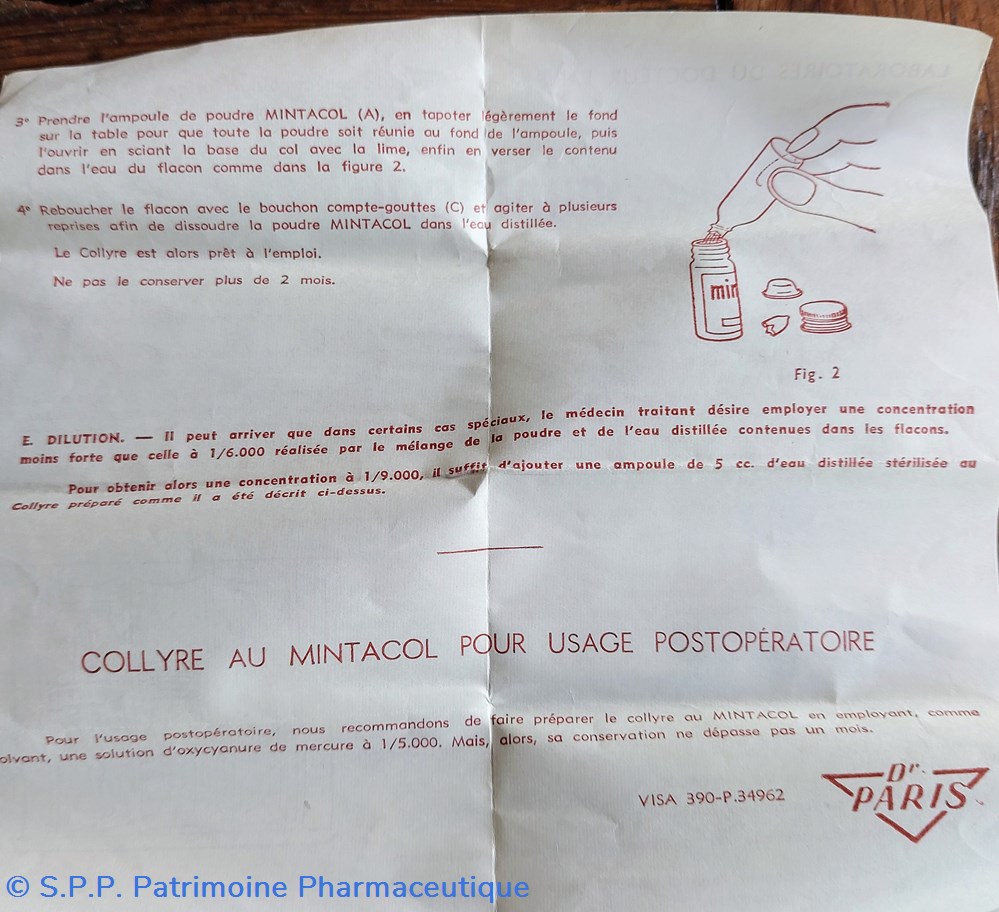 3° Prendre l'ampoule de poudre MINTACOL (A), en tapoter légèrement le fond
sur la table pour que toute la poudre soit réunie au fond de l'ampoule, puis
l'ouvrir en sciant la base du col avec la lime, enfin en verser le contenu
dans l'eau du flacon comme dans la figure 2.
4° Reboucher le flacon avec le bouchon compte-gouttes (C) et agiter à plusieurs
reprises afin de dissoudre la poudre MINTACOL dans l'eau distillée.
Le Collyre est alors prêt à l'emploi.
Ne pas le conserver plus de 2 mois.
min
Fig. 2
E. DILUTION. — Il peut arriver que dans certains cas spéciaux, le médecin traitant désire employer une concentration
moins forte que celle à 1/6.000 réalisée par le mélange de la poudre et de l'eau distillée contenues dans les flacons.
Pour obtenir alors une concentration à 1/9.000, il suffit d'ajouter une ampoule de 5 cc. d'eau distillée stérilisée au
Collyre préparé comme il a été décrit ci-dessus.
COLLYRE AU MINTACOL POUR USAGE POSTOPÉRATOIRE
Pour l'usage postopératoire, nous recommandons de faire préparer le collyre au MINTACOL en employant, comme
olvant, une solution d'oxycyanure de mercure à 1/5.000. Mais, alors, sa conservation ne dépasse pas un mois.
VISA 390-P.34962
Dr. PARIS
© S.P.P. Patrimoine Pharmaceutique